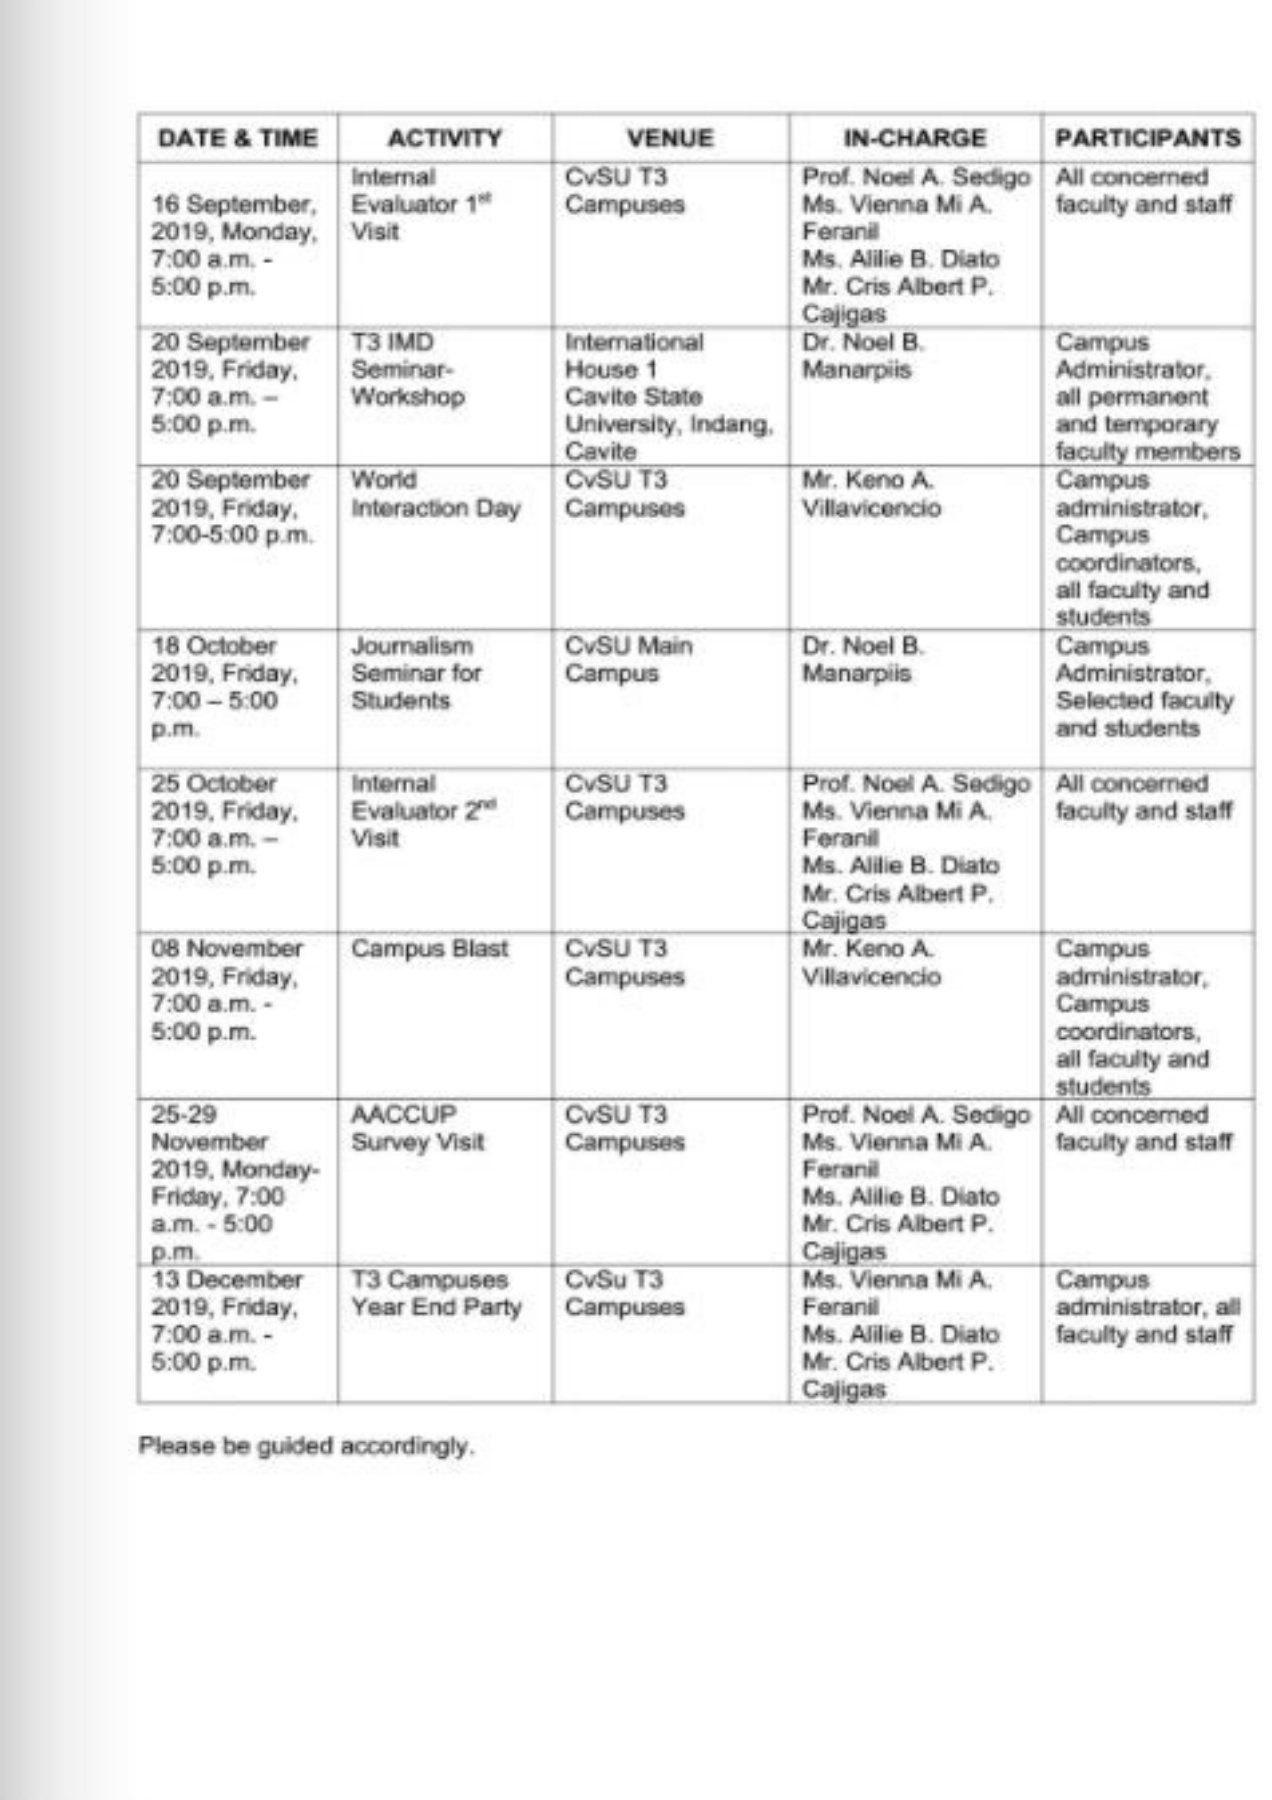 DATE & TIME ACTIVITY VENUE IN-CHARGE PARTICIPANTS
16 September,
2019, Monday,
7:00 a.m. -
5:00 p.m.
Internal
Evaluator 1st
Visit
CvSU T3
Campuses
Prof. Noel A. Sedigo
Ms. Vienna Mi A.
Feranil
Ms. Alilie B. Diato
Mr. Cris Albert P.
Cajigas
All concerned
faculty and staff
20 September
2019, Friday,
7:00 a.m. –
5:00 p.m.
T3 IMD
Seminar-
Workshop
International
House 1
Cavite State
University, Indang,
Cavite
Dr. Noel B.
Manarpiis
Campus
Administrator,
all permanent
and temporary
faculty members
20 September
2019, Friday,
7:00-5:00 p.m.
World
Interaction Day
CvSU T3
Campuses
Mr. Keno A.
Villavicencio
Campus
administrator,
Campus
coordinators,
all faculty and
students
18 October
2019, Friday,
7:00 – 5:00
p.m.
Journalism
Seminar for
Students
CvSU Main
Campus
Dr. Noel B.
Manarpiis
Campus
Administrator,
Selected faculty
and students
25 October
2019, Friday,
7:00 a.m. –
5:00 p.m.
Internal
Evaluator 2nd
Visit
CvSU T3
Campuses
Prof. Noel A. Sedigo
Ms. Vienna Mi A.
Feranil
Ms. Alilie B. Diato
Mr. Cris Albert P.
Cajigas
All concerned
faculty and staff
08 November
2019, Friday,
7:00 a.m. -
5:00 p.m.
Campus Blast
CvSU T3
Campuses
Mr. Keno A.
Villavicencio
Campus
administrator,
Campus
coordinators,
all faculty and
students
25-29
November
2019, Monday-
Friday, 7:00
a.m. - 5:00
p.m.
AACCUP
Survey Visit
CvSU T3
Campuses
Prof. Noel A. Sedigo
Ms. Vienna Mi A.
Feranil
Ms. Alilie B. Diato
Mr. Cris Albert P.
Cajigas
All concerned
faculty and staff
13 December
2019, Friday,
7:00 a.m. -
5:00 p.m.
T3 Campuses
Year End Party
CvSu T3
Campuses
Ms. Vienna Mi A.
Feranil
Ms. Alilie B. Diato
Mr. Cris Albert P.
Cajigas
Campus
administrator, all
faculty and staff
Please be guided accordingly.